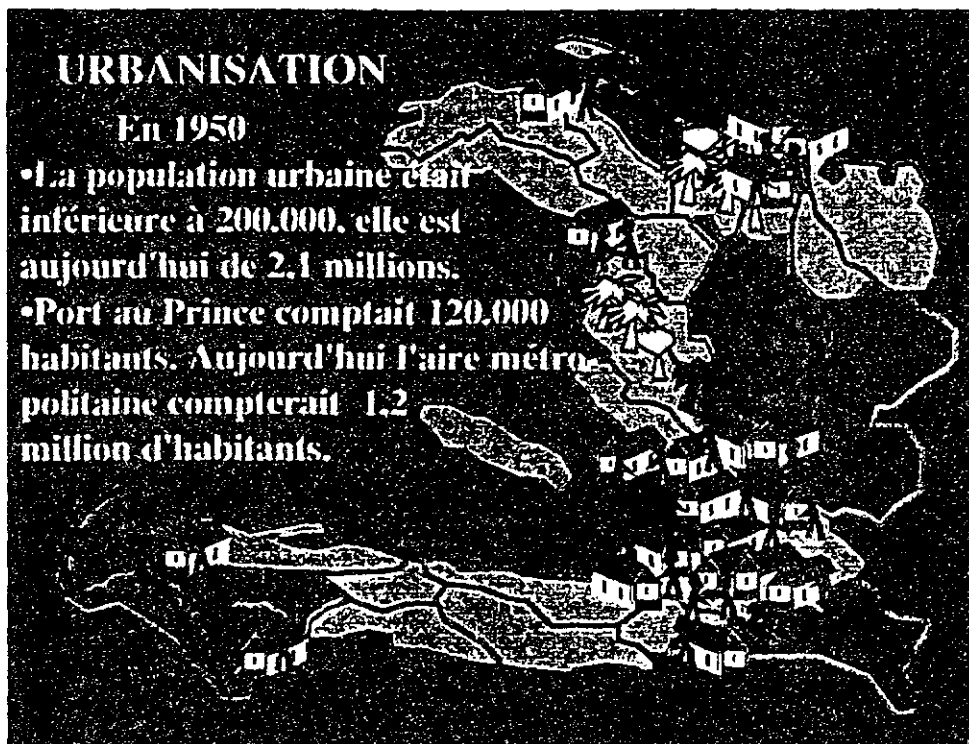 URBANISATION
En 1950
•La population urbaine était
inférieure à 200.000. elle est
aujourd'hui de 2.1 millions.
•Port au Prince comptait 120.000
habitants. Aujourd'hui l'aire métro-
politaine compterait 1.2
million d'habitants.